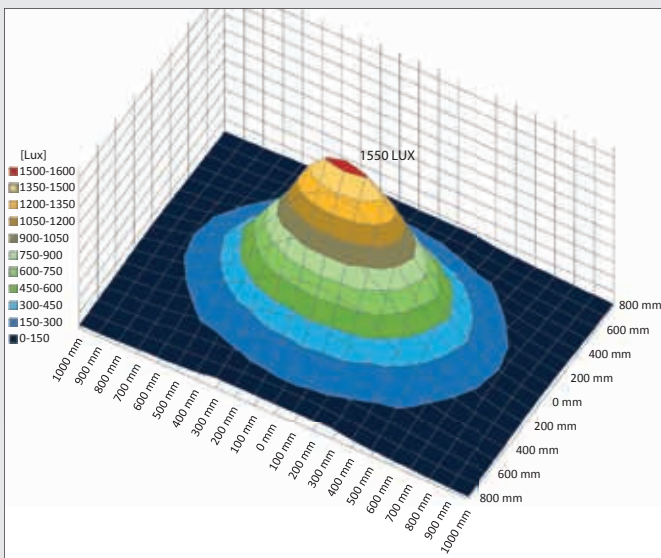 1550 LUX
[Lux]
1500-1600
1350-1500
1200-1350
1050-1200
900-1050
750-900
600-750
450-600
300-450
150-300
0-150
1000 mm
900 mm
800 mm
700 mm
600 mm
500 mm
400 mm
300 mm
200 mm
100 mm
0 mm
100 mm
200 mm
300 mm
400 mm
500 mm
600 mm
700 mm
800 mm
900 mm
1000 mm
800 mm
600 mm
400 mm
200 mm
0 mm
200 mm
400 mm
600 mm
800 mm